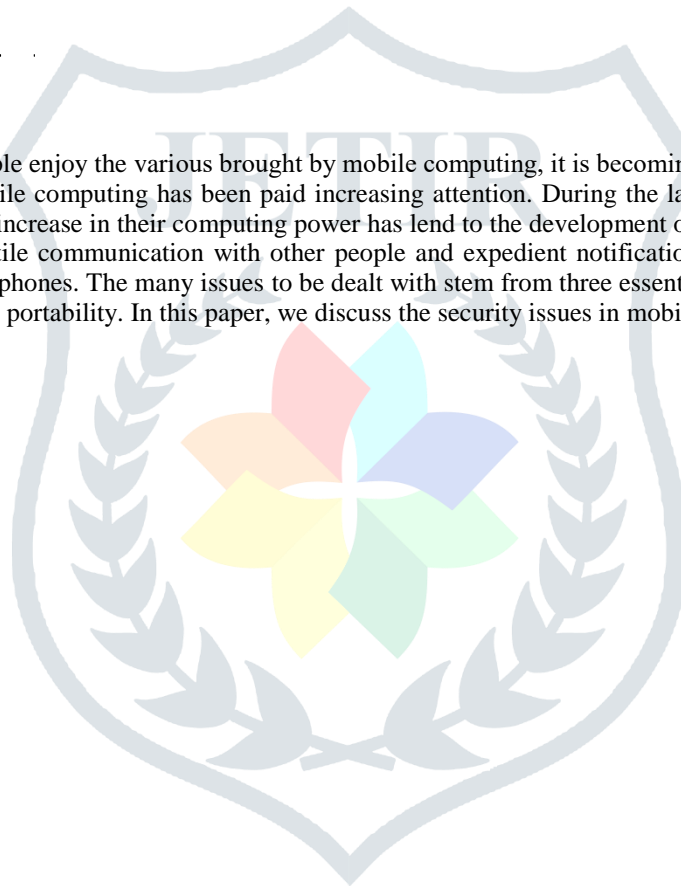 JETIR
ple enjoy the various brought by mobile computing, it is becomin
ile computing has been paid increasing attention. During the la
increase in their computing power has lend to the development o
tile communication with other people and expedient notificatio
phones. The many issues to be dealt with stem from three essent
portability. In this paper, we discuss the security issues in mobi